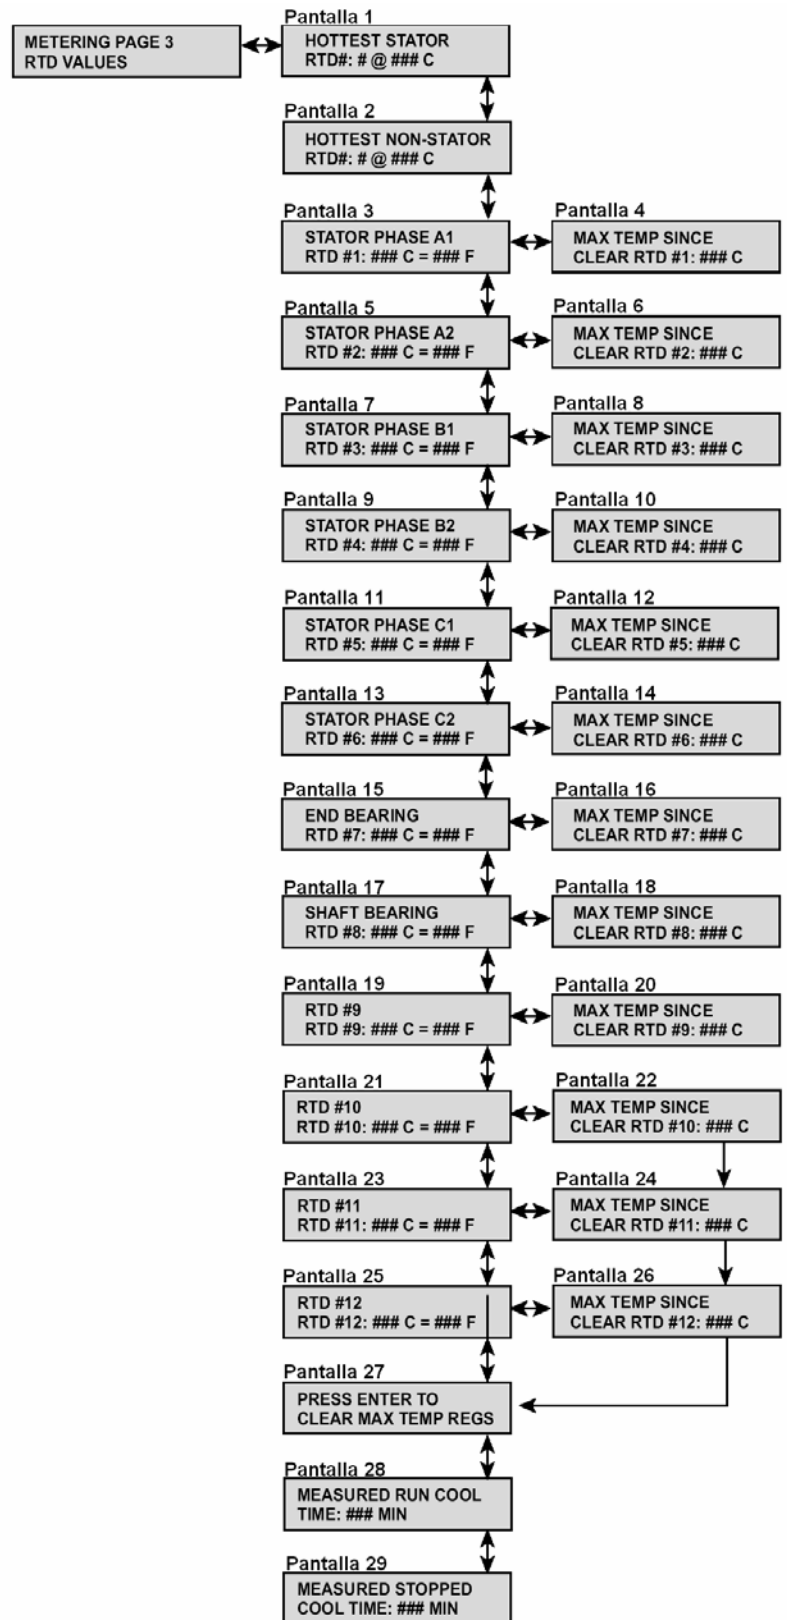 Pantalla 1
METERING PAGE 3
RTD VALUES
HOTTEST STATOR
RTD#: # @ ### C
Pantalla 2
HOTTEST NON-STATOR
RTD#: # @ ### C
Pantalla 3
STATOR PHASE A1
RTD #1: ### C = ### F
Pantalla 4
MAX TEMP SINCE
CLEAR RTD #1: ### C
Pantalla 5
STATOR PHASE A2
RTD #2: ### C = ### F
Pantalla 6
MAX TEMP SINCE
CLEAR RTD #2: ### C
Pantalla 7
STATOR PHASE B1
RTD #3: ### C = ### F
Pantalla 8
MAX TEMP SINCE
CLEAR RTD #3: ### C
Pantalla 9
STATOR PHASE B2
RTD #4: ### C = ### F
Pantalla 10
MAX TEMP SINCE
CLEAR RTD #4: ### C
Pantalla 11
STATOR PHASE C1
RTD #5: ### C = ### F
Pantalla 12
MAX TEMP SINCE
CLEAR RTD #5: ### C
Pantalla 13
STATOR PHASE C2
RTD #6: ### C = ### F
Pantalla 14
MAX TEMP SINCE
CLEAR RTD #6: ### C
Pantalla 15
END BEARING
RTD #7: ### C = ### F
Pantalla 16
MAX TEMP SINCE
CLEAR RTD #7: ### C
Pantalla 17
SHAFT BEARING
RTD #8: ### C = ### F
Pantalla 18
MAX TEMP SINCE
CLEAR RTD #8: ### C
Pantalla 19
RTD #9
RTD #9: ### C = ### F
Pantalla 20
MAX TEMP SINCE
CLEAR RTD #9: ### C
Pantalla 21
RTD #10
RTD #10: ### C = ### F
Pantalla 22
MAX TEMP SINCE
CLEAR RTD #10: ### C
Pantalla 23
RTD #11
RTD #11: ### C = ### F
Pantalla 24
MAX TEMP SINCE
CLEAR RTD #11: ### C
Pantalla 25
RTD #12
RTD #12: ### C = ### F
Pantalla 26
MAX TEMP SINCE
CLEAR RTD #12: ### C
Pantalla 27
PRESS ENTER TO
CLEAR MAX TEMP REGS
Pantalla 28
MEASURED RUN COOL
TIME: ### MIN
Pantalla 29
MEASURED STOPPED
COOL TIME: ### MIN